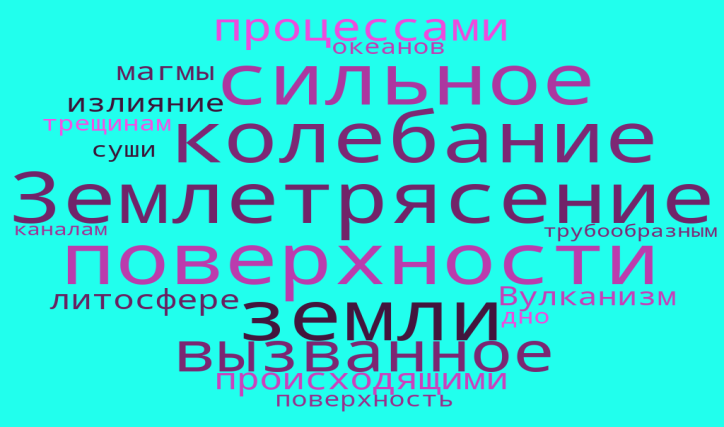 процессами
океанов
магмы сильное
излияние
трещинам колебание
суши
Землетрясение
каналам трубообразным
поверхности
литосфере земли Вулканизм
дно
вызванное
происходящими
поверхность